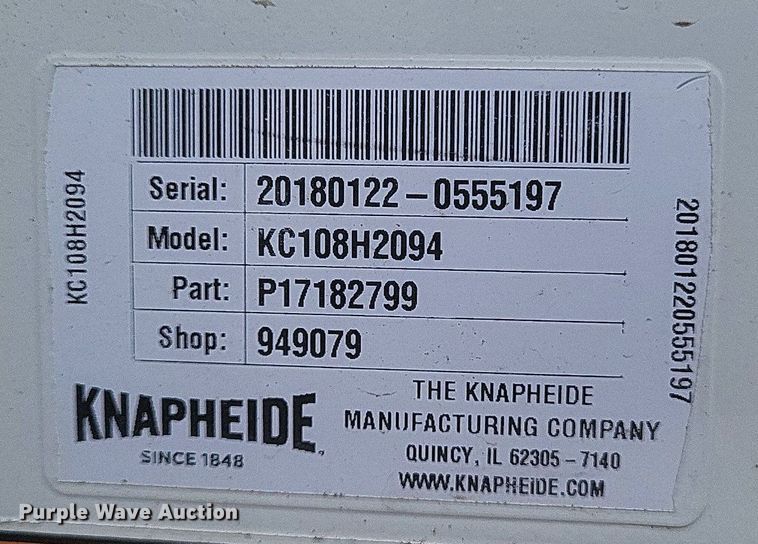 KC108H2094
Serial: 20180122-0555197
Model: KC108H2094
Part: P17182799
Shop: 949079
201801220555197
KNAPHEIDE
SINCE 1848
THE KNAPHEIDE
MANUFACTURING COMPANY
QUINCY, IL 62305-7140
WWW.KNAPHEIDE.COM
Purple Wave Auction